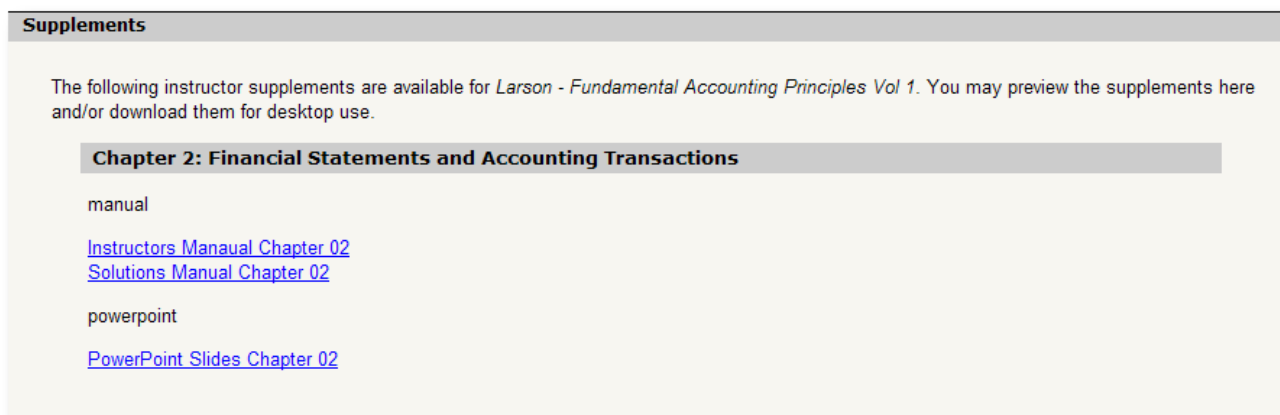 Supplements
The following instructor supplements are available for Larson - Fundamental Accounting Principles Vol 1. You may preview the supplements here
and/or download them for desktop use.
Chapter 2: Financial Statements and Accounting Transactions
manual
Instructors Manaual Chapter 02
Solutions Manual Chapter 02
powerpoint
PowerPoint Slides Chapter 02